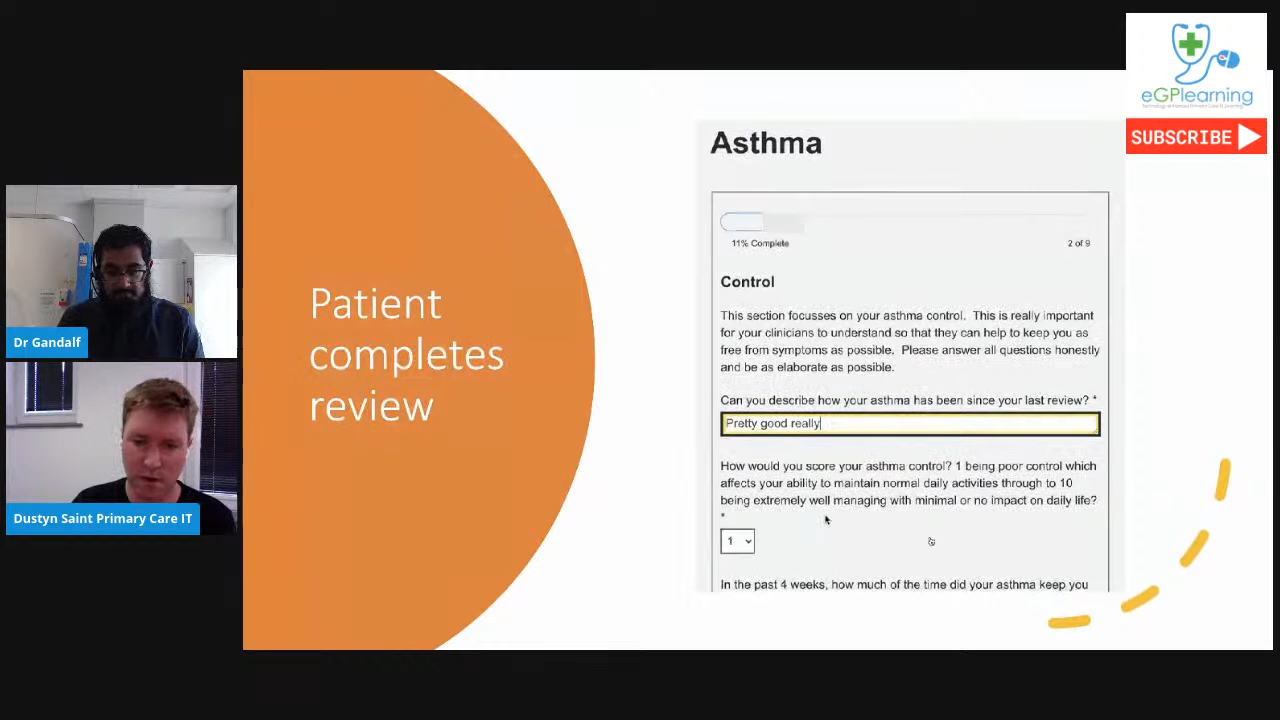 eGPlearning
SUBSCRIBE
Asthma
11% Complete
2 of 9
Control
This section focusses on your asthma control. This is really important
for your clinicians to understand so that they can help to keep you as
free from symptoms as possible. Please answer all questions honestly
and be as elaborate as possible.
Can you describe how your asthma has been since your last review? *
Pretty good really
How would you score your asthma control? 1 being poor control which
affects your ability to maintain normal daily activities through to 10
being extremely well managing with minimal or no impact on daily life?
*
1
In the past 4 weeks, how much of the time did your asthma keep you
Patient
completes
review
Dr Gandalf
Dustyn Saint Primary Care IT